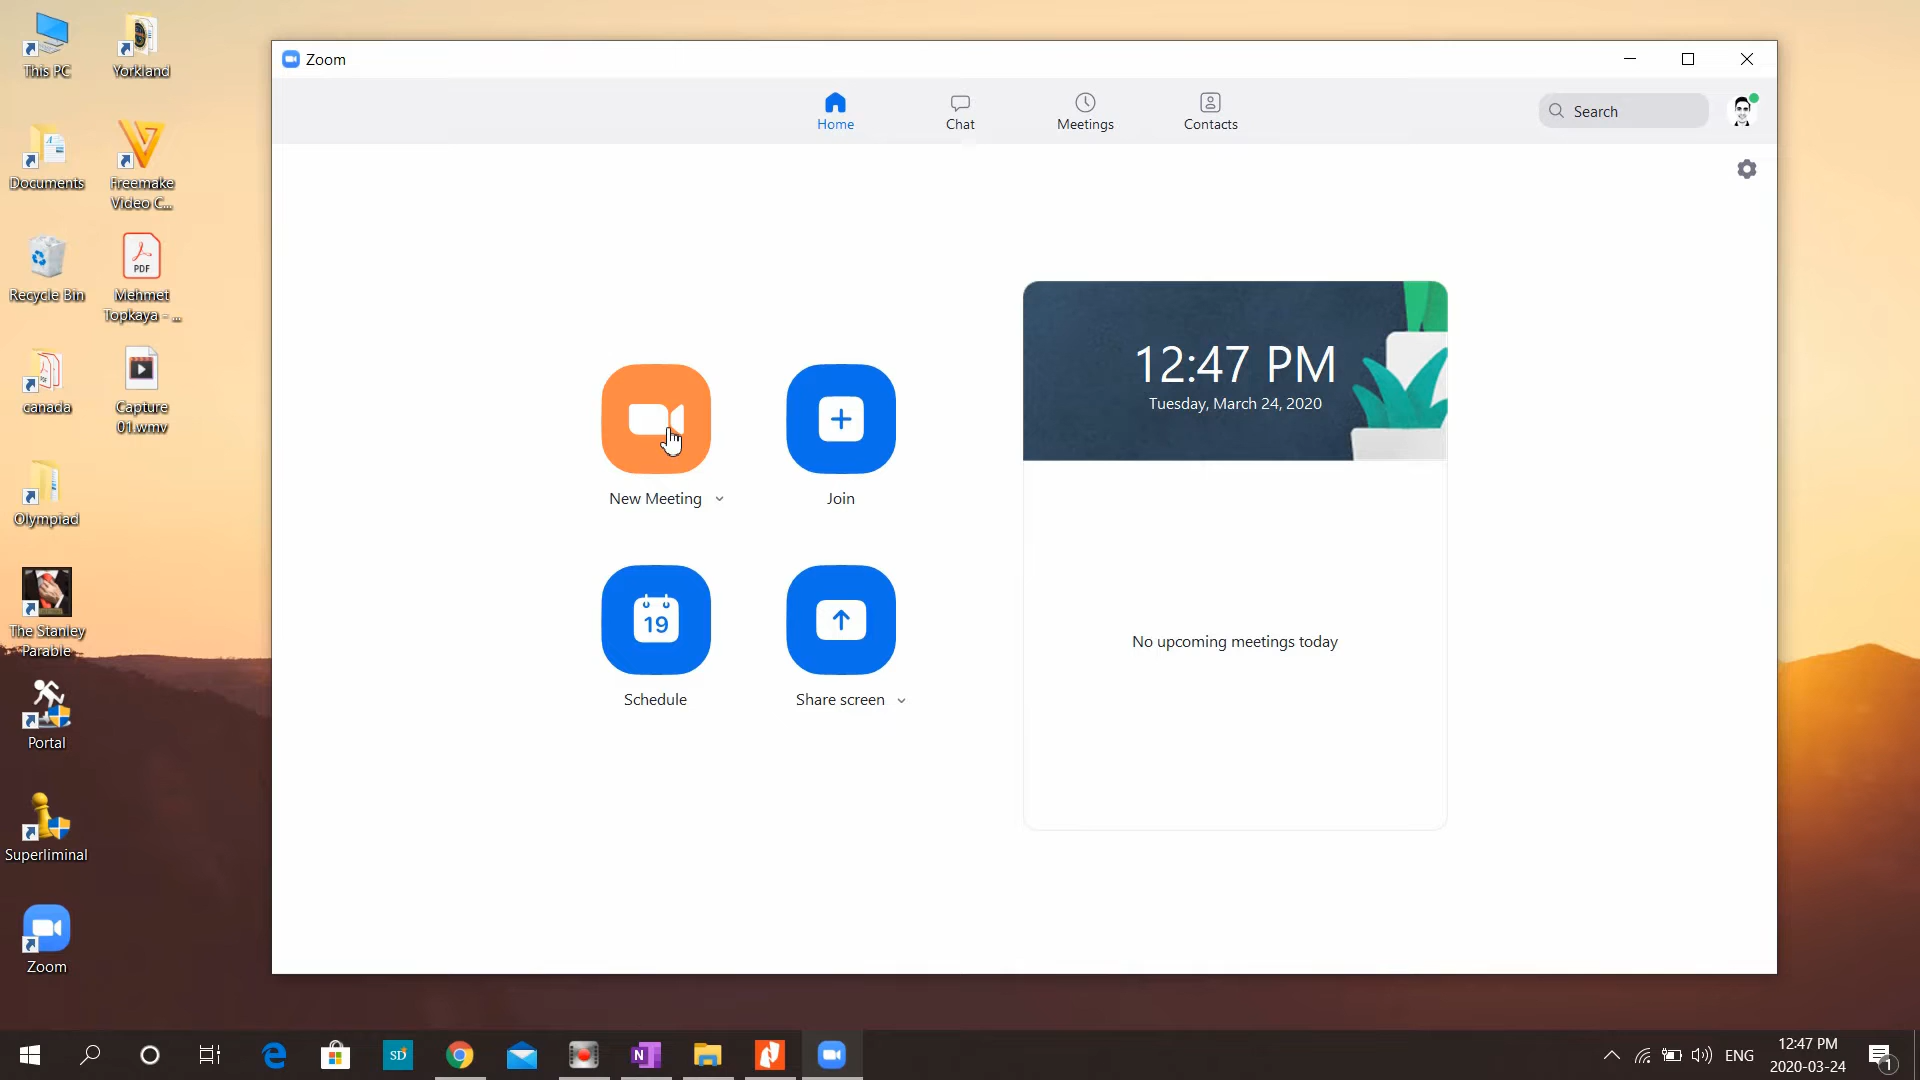 This PC
Yorkland
Documents
Freemake
Video C...
Recycle Bin
PDF
Mehmet
Topkaya - ...
canada
Capture
01.wmv
Olympiad
The Stanley
Parable
Portal
Superliminal
Zoom
Zoom
Home
Chat
Meetings
Contacts
Search
New Meeting
Join
19
Schedule
Share screen
12:47 PM
Tuesday, March 24, 2020
No upcoming meetings today
SD
N
ENG
12:47 PM
2020-03-24
1